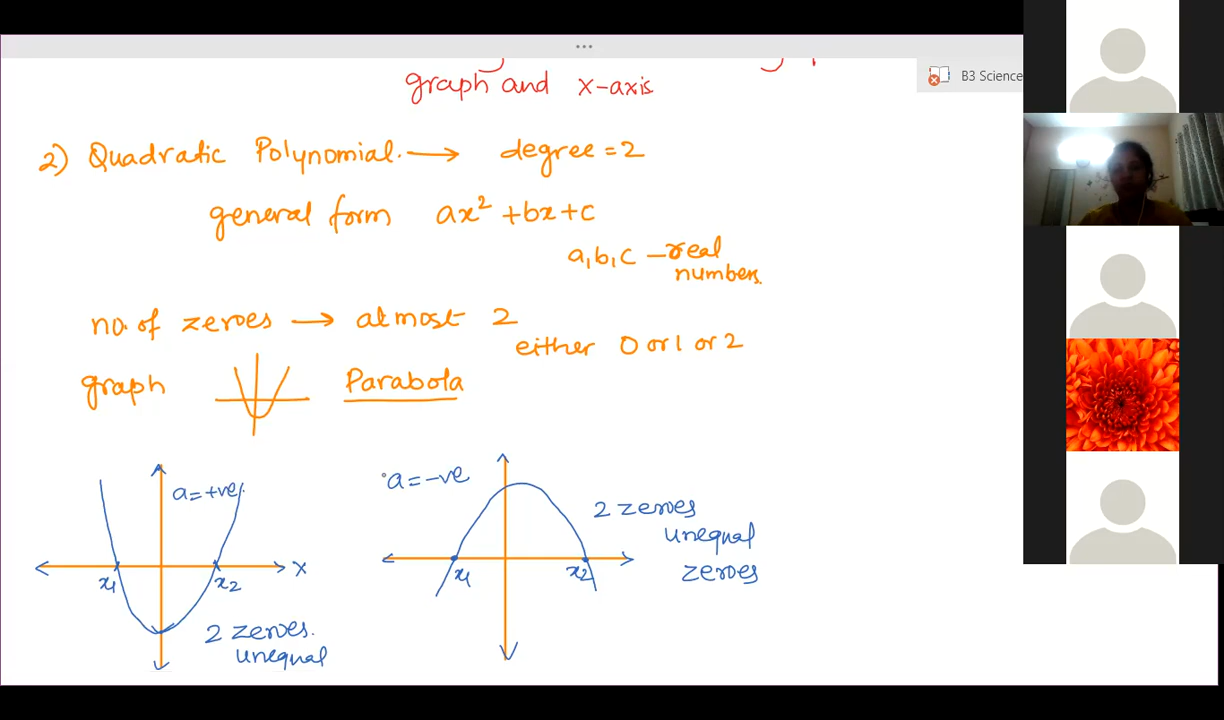 graph and x-axis
B3 Science
2) Quadratic Polynomial. → degree = 2
general form ax² + bx + c
a, b, c – real
numbers.
no. of zeroes → atmost 2
either 0 or 1 or 2
graph Parabola
a = +ve
a = -ve
2 zeroes
unequal
zeroes
X
x1 x2
x1 x2
2 zeroes.
unequal